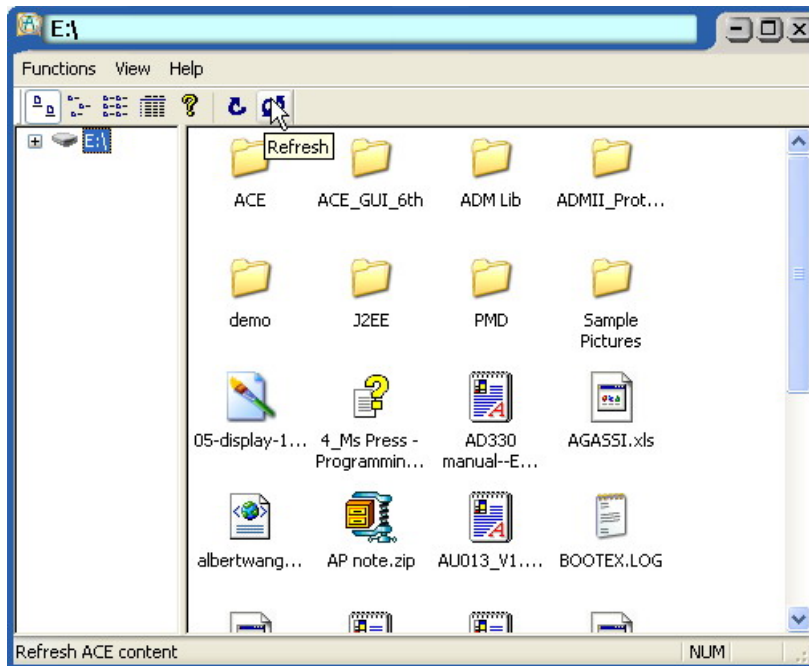 E:\
Functions View Help
E:\
Refresh
ACE ACE_GUI_6th ADM Lib ADMII_Prot...
demo J2EE PMD Sample
Pictures
05-display-1... 4_Ms Press -
Programmin... AD330
manual--E... AGASSI.xls
albertwang... AP note.zip AU013_V1.... BOOTEX.LOG
Refresh ACE content NUM